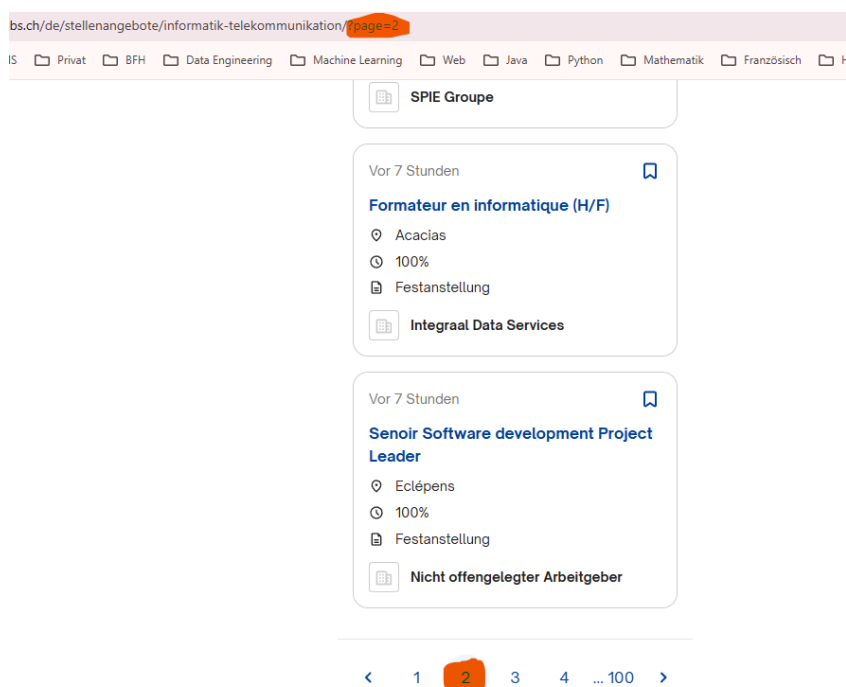 bs.ch/de/stellenangebote/informatik-telekommunikation/?page=2
IS Privat BFH Data Engineering Machine Learning Web Java Python Mathematik Französisch H
SPIE Groupe
Vor 7 Stunden
Formateur en informatique (H/F)
Acacias
100%
Festanstellung
Integraal Data Services
Vor 7 Stunden
Senoir Software development Project
Leader
Eclépens
100%
Festanstellung
Nicht offengelegter Arbeitgeber
1 2 3 4 ... 100